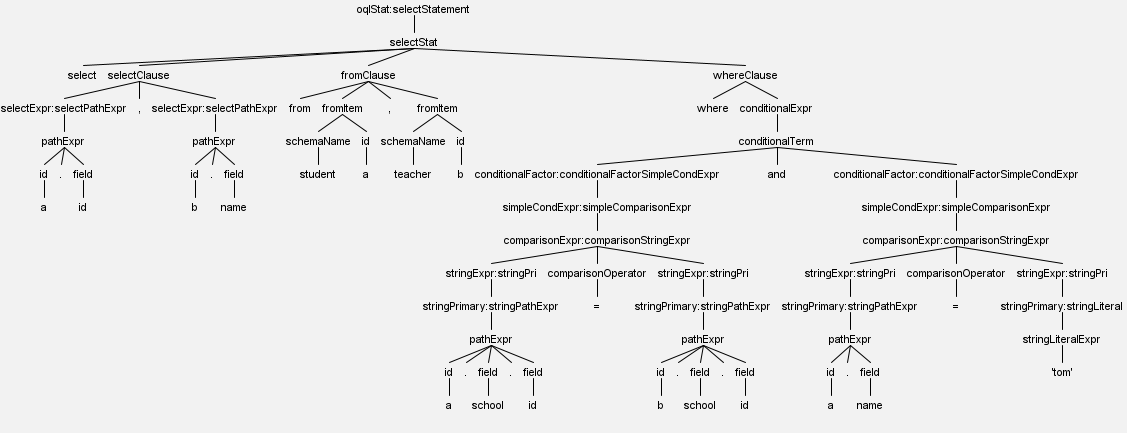 oqlStat:selectStatement
selectStat
select selectClause fromClause whereClause
selectExpr:selectPathExpr , selectExpr:selectPathExpr from fromItem , fromItem where conditionalExpr
pathExpr pathExpr schemaName id schemaName id conditionalTerm
id . field id . field student a teacher b conditionalFactor:conditionalFactorSimpleCondExpr and conditionalFactor:conditionalFactorSimpleCondExpr
a id b name simpleCondExpr:simpleComparisonExpr simpleCondExpr:simpleComparisonExpr
comparisonExpr:comparisonStringExpr comparisonExpr:comparisonStringExpr
stringExpr:stringPri comparisonOperator stringExpr:stringPri stringExpr:stringPri comparisonOperator stringExpr:stringPri
stringPrimary:stringPathExpr = stringPrimary:stringPathExpr stringPrimary:stringPathExpr = stringPrimary:stringLiteral
pathExpr pathExpr pathExpr stringLiteralExpr
id . field . field id . field . field id . field 'tom'
a school id b school id a name